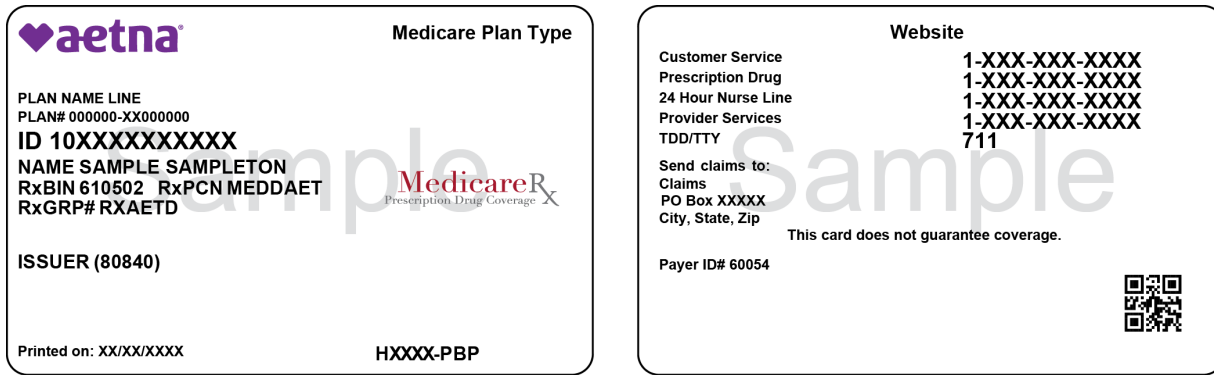 aetna®
Medicare Plan Type
PLAN NAME LINE
PLAN# 000000-XX000000
ID 10XXXXXXXXXX
NAME SAMPLE SAMPLETON
RxBIN 610502 RxPCN MEDDAET
RxGRP# RXAETD
MedicareRx
Prescription Drug Coverage
ISSUER (80840)
Printed on: XX/XX/XXXX
HXXXX-PBP
Sample
Website
Customer Service 1-XXX-XXX-XXXX
Prescription Drug 1-XXX-XXX-XXXX
24 Hour Nurse Line 1-XXX-XXX-XXXX
Provider Services 1-XXX-XXX-XXXX
TDD/TTY 711
Send claims to:
Claims
PO Box XXXXX
City, State, Zip
This card does not guarantee coverage.
Payer ID# 60054
Sample